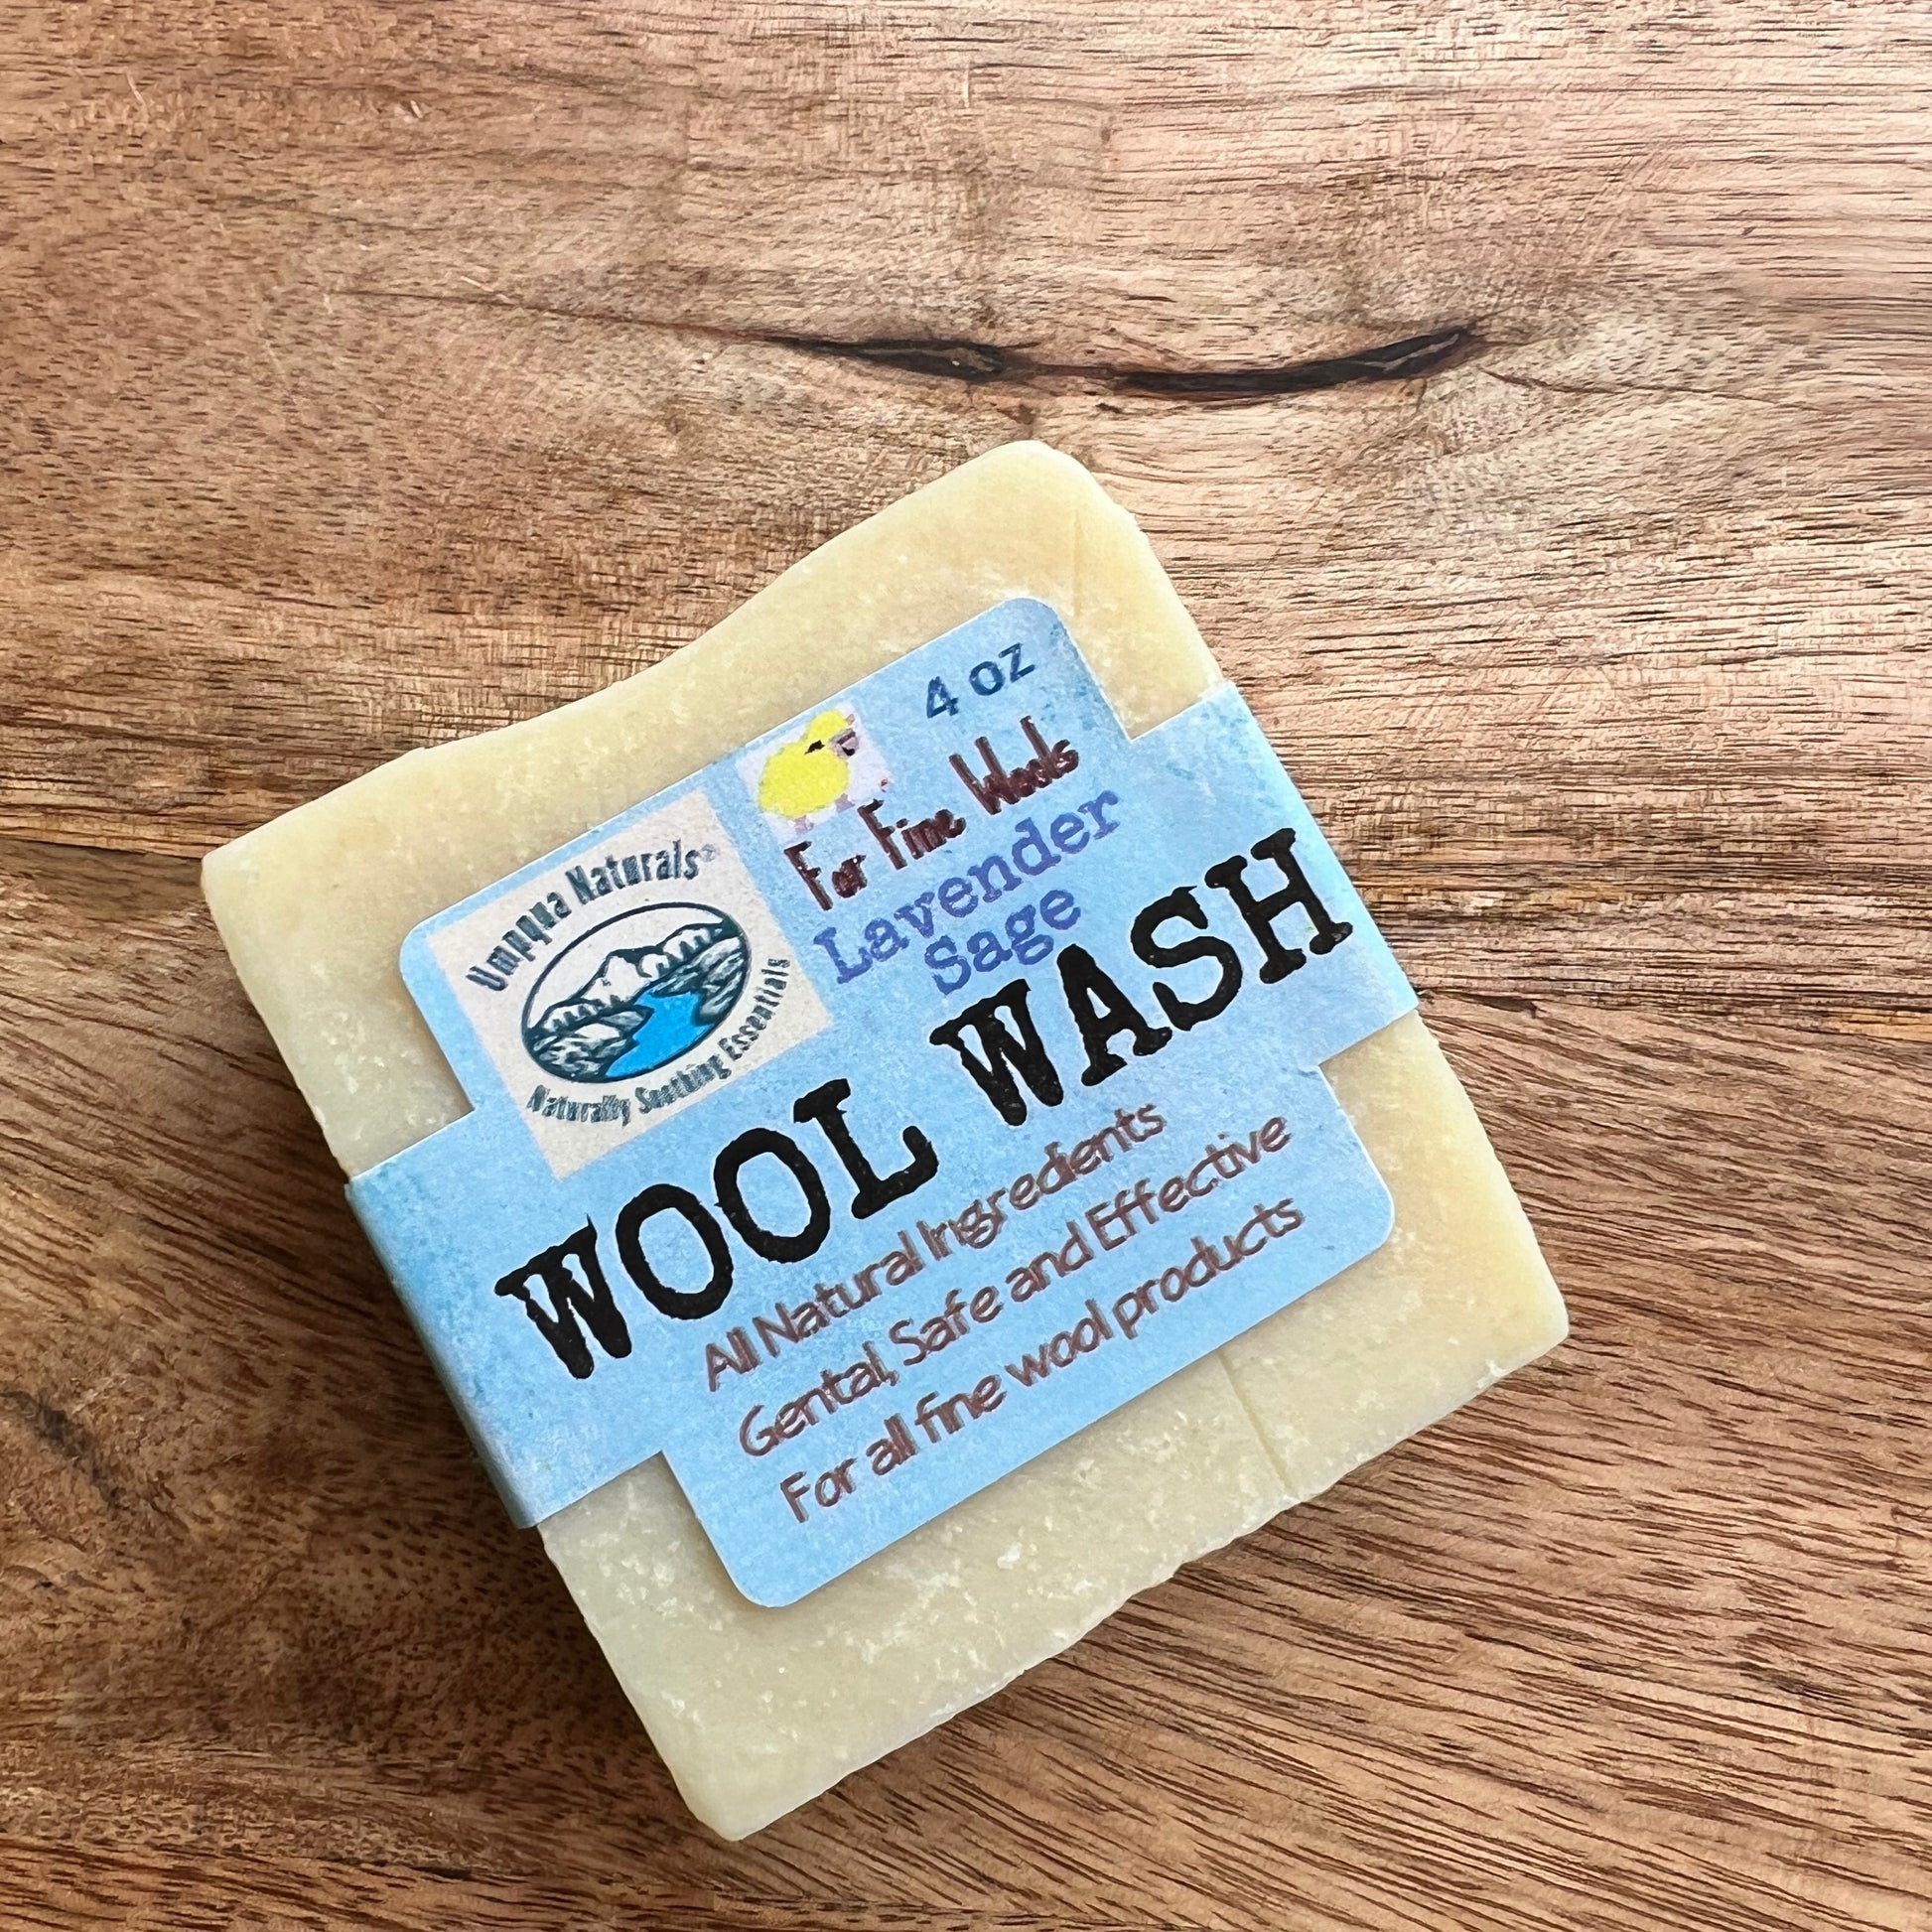 4 oz
For Fine Wools
Lavender
Sage
Umpqua Naturals®
Naturally Soothing Essentials
WOOL WASH
All Natural Ingredients
Gental, Safe and Effective
For all fine wool products